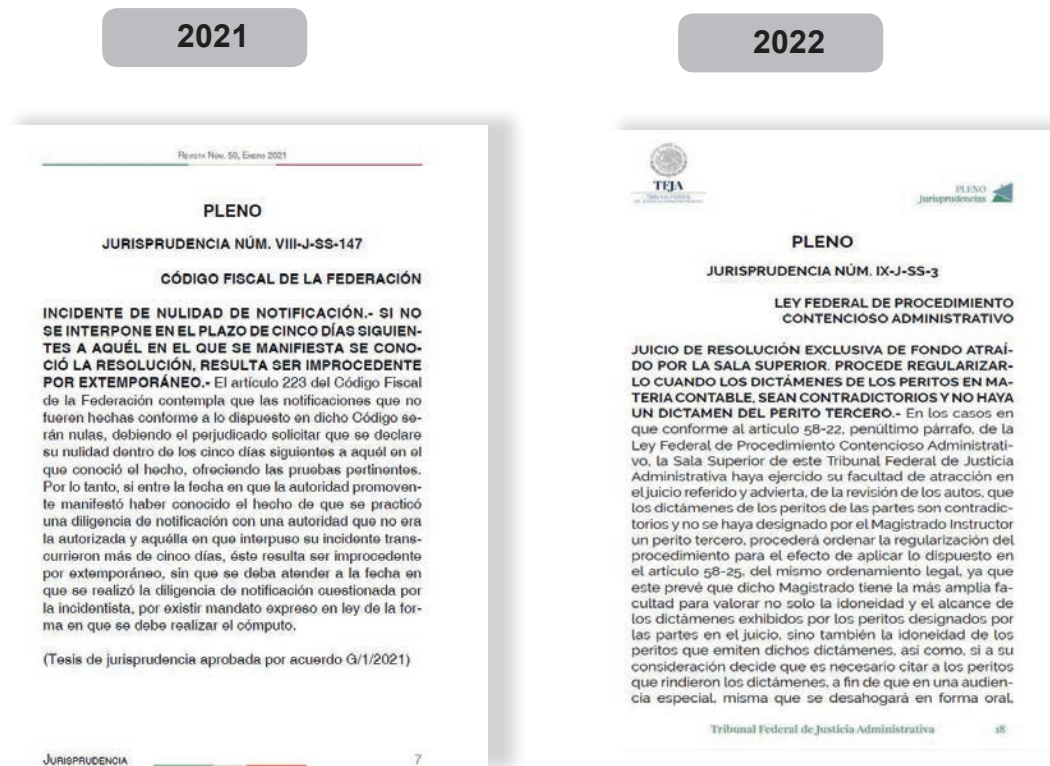 2021
Revista Núm. 50, Enero 2021
PLENO
JURISPRUDENCIA NÚM. VIII-J-SS-147
CÓDIGO FISCAL DE LA FEDERACIÓN
INCIDENTE DE NULIDAD DE NOTIFICACIÓN.- SI NO
SE INTERPONE EN EL PLAZO DE CINCO DÍAS SIGUIEN-
TES A AQUÉL EN EL QUE SE MANIFIESTA SE CONO-
CIÓ LA RESOLUCIÓN, RESULTA SER IMPROCEDENTE
POR EXTEMPORÁNEO.- El artículo 223 del Código Fiscal
de la Federación contempla que las notificaciones que no
fueren hechas conforme a lo dispuesto en dicho Código se-
rán nulas, debiendo el perjudicado solicitar que se declare
su nulidad dentro de los cinco días siguientes a aquél en el
que conoció el hecho, ofreciendo las pruebas pertinentes.
Por lo tanto, si entre la fecha en que la autoridad promoven-
te manifestó haber conocido el hecho de que se practicó
una diligencia de notificación con una autoridad que no era
la autorizada y aquélla en que interpuso su incidente trans-
currieron más de cinco días, éste resulta ser improcedente
por extemporáneo, sin que se deba atender a la fecha en
que se realizó la diligencia de notificación cuestionada por
la incidentista, por existir mandato expreso en ley de la for-
ma en que se debe realizar el cómputo.
(Tesis de jurisprudencia aprobada por acuerdo G/1/2021)
JURISPRUDENCIA 7
2022
TFJA
PLENO
Jurisprudencias
PLENO
JURISPRUDENCIA NÚM. IX-J-SS-3
LEY FEDERAL DE PROCEDIMIENTO
CONTENCIOSO ADMINISTRATIVO
JUICIO DE RESOLUCIÓN EXCLUSIVA DE FONDO ATRAÍ-
DO POR LA SALA SUPERIOR. PROCEDE REGULARIZAR-
LO CUANDO LOS DICTÁMENES DE LOS PERITOS EN MA-
TERIA CONTABLE, SEAN CONTRADICTORIOS Y NO HAYA
UN DICTAMEN DEL PERITO TERCERO.- En los casos en
que conforme al artículo 58-22, penúltimo párrafo, de la
Ley Federal de Procedimiento Contencioso Administrati-
vo, la Sala Superior de este Tribunal Federal de Justicia
Administrativa haya ejercido su facultad de atracción en
el juicio referido y advierta, de la revisión de los autos, que
los dictámenes de los peritos de las partes son contradic-
torios y no se haya designado por el Magistrado Instructor
un perito tercero, procederá ordenar la regularización del
procedimiento para el efecto de aplicar lo dispuesto en
el artículo 58-25, del mismo ordenamiento legal, ya que
este prevé que dicho Magistrado tiene la más amplia fa-
cultad para valorar no solo la idoneidad y el alcance de
los dictámenes exhibidos por los peritos designados por
las partes en el juicio, sino también la idoneidad de los
peritos que emiten dichos dictámenes, así como, si a su
consideración decide que es necesario citar a los peritos
que rindieron los dictámenes, a fin de que en una audien-
cia especial, misma que se desahogará en forma oral,
Tribunal Federal de Justicia Administrativa 18